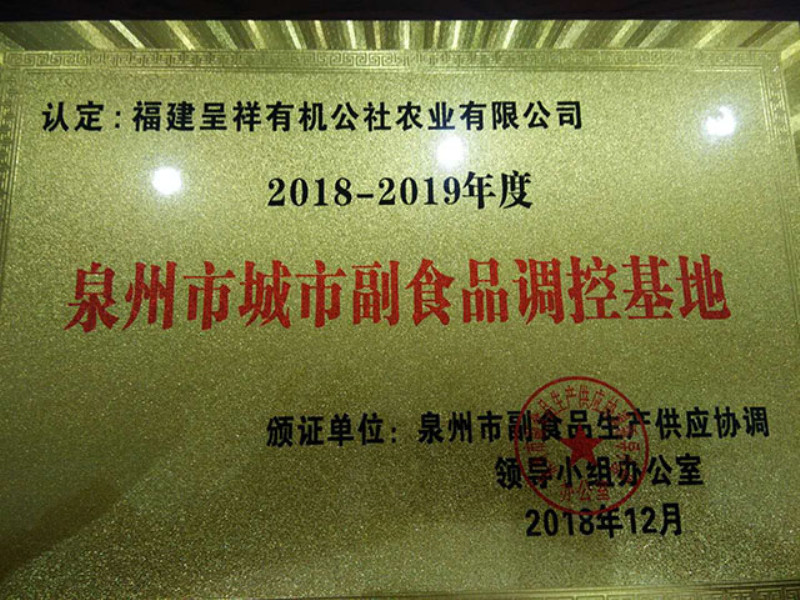 认定：福建呈祥有机公社农业有限公司
2018-2019年度
泉州市城市副食品调控基地
颁证单位：泉州市副食品生产供应协调
领导小组办公室
2018年12月
办公室